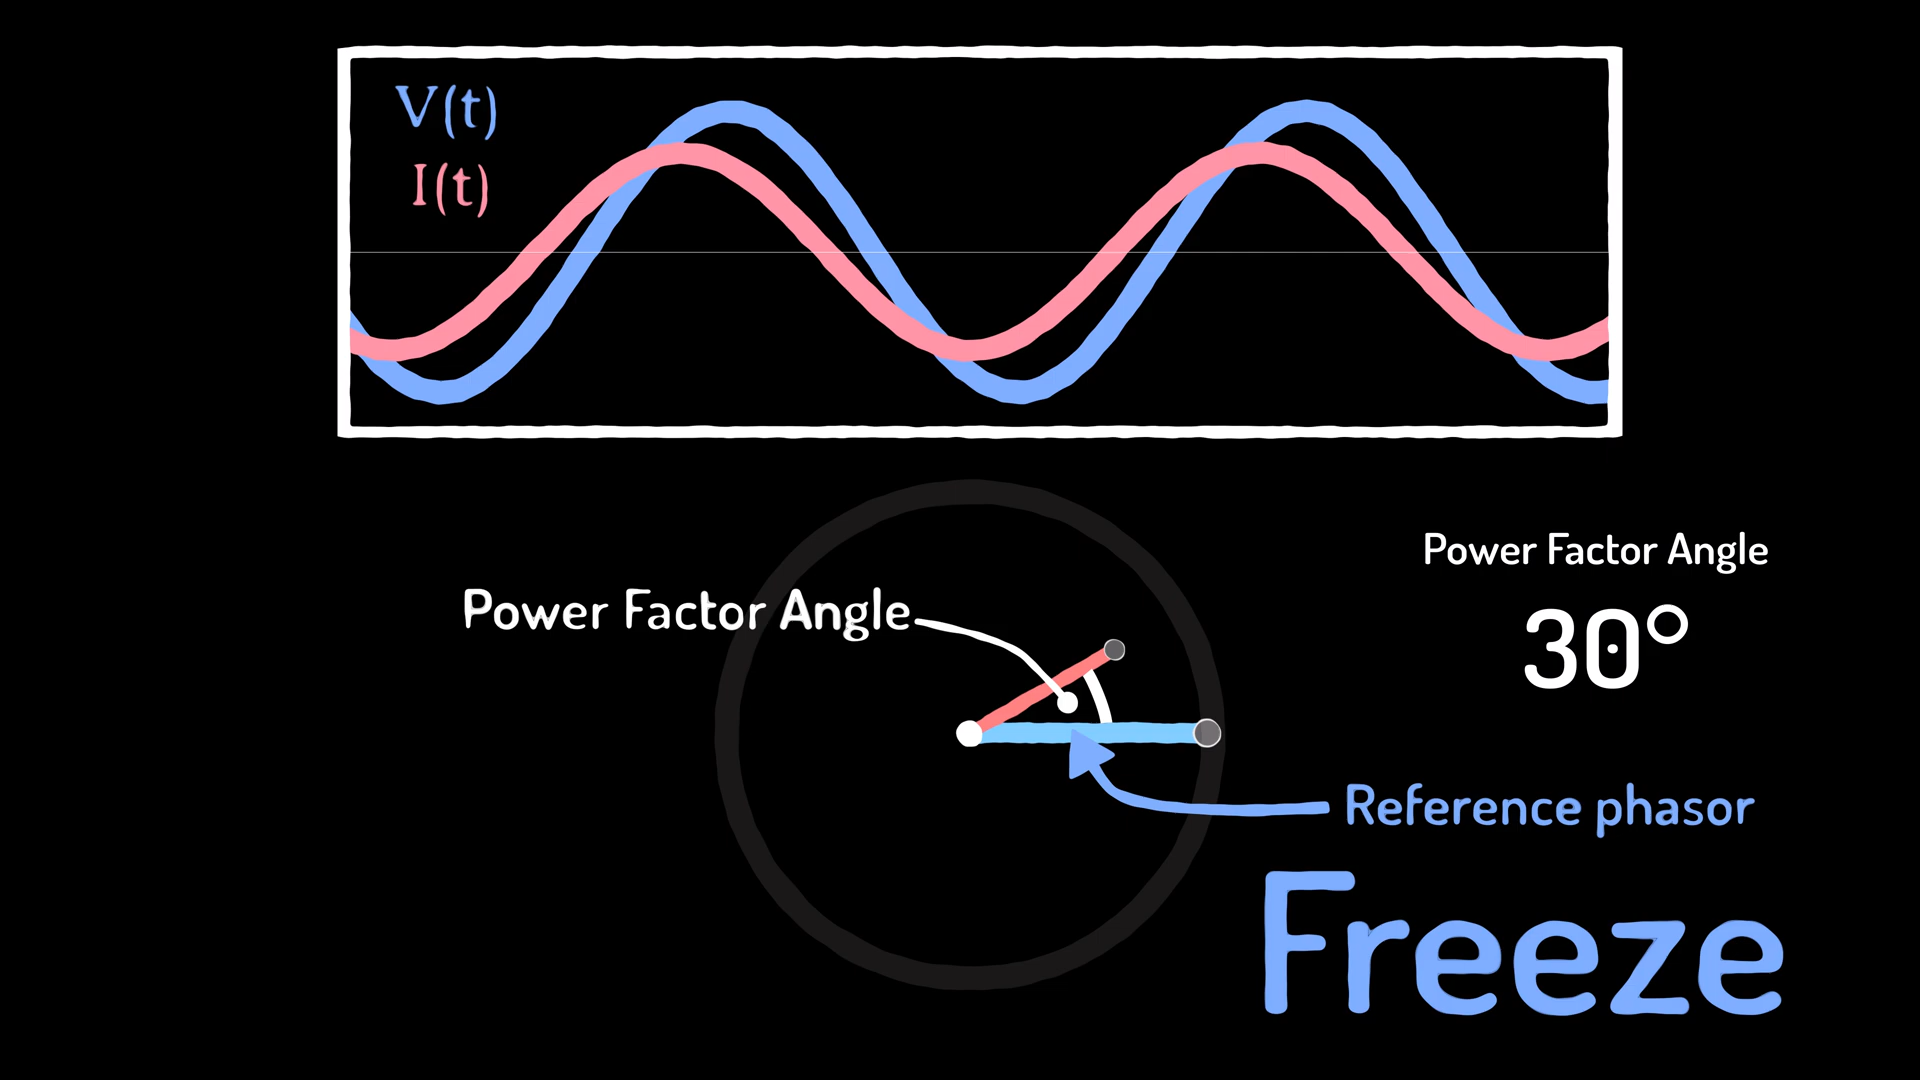 V(t)
I(t)
Power Factor Angle
30°
Power Factor Angle
Reference phasor
Freeze